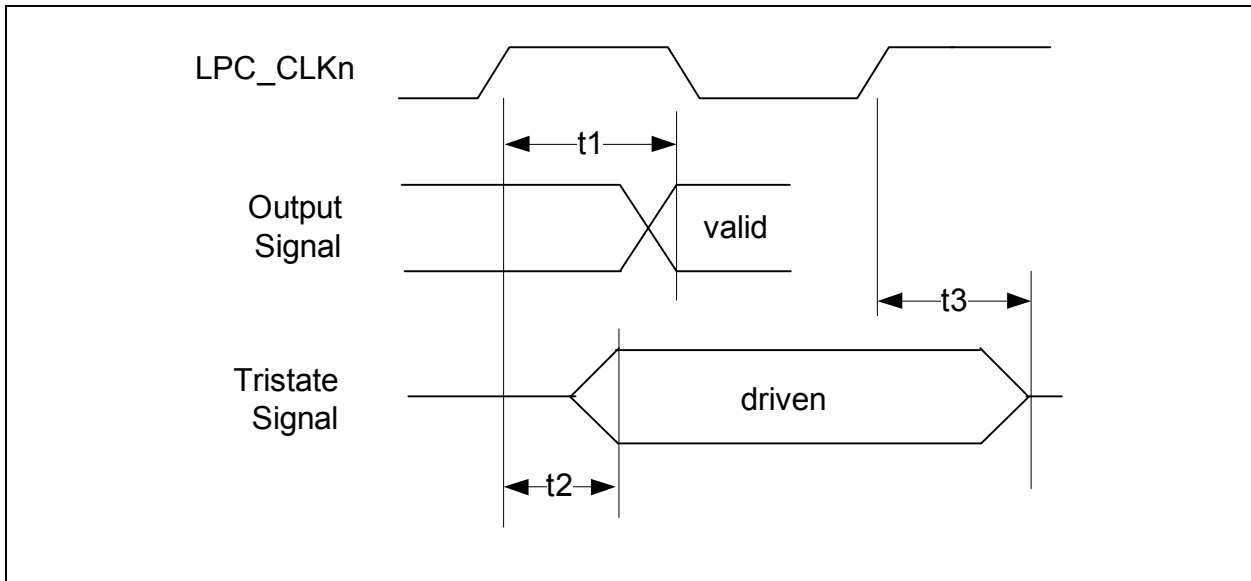 LPC_CLKn
t1
Output
Signal
valid
t3
Tristate
Signal
driven
t2